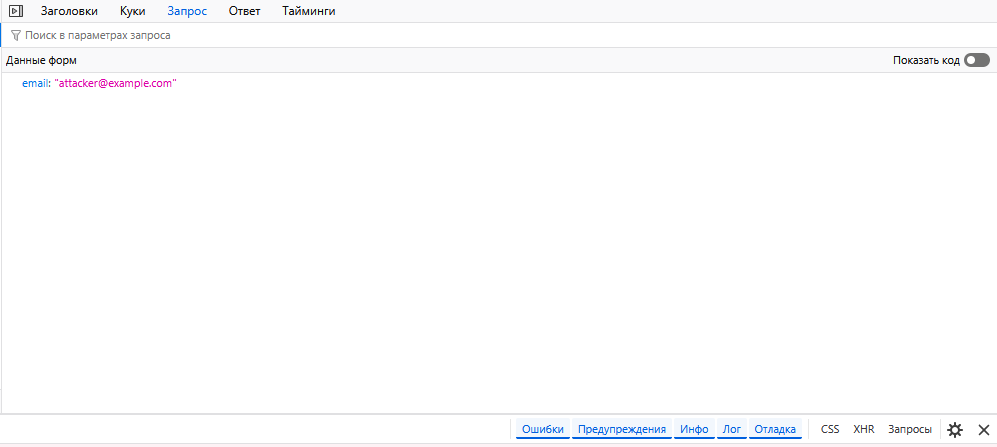 Заголовки Куки Запрос Ответ Тайминги
Поиск в параметрах запроса
Данные форм Показать код
email: "attacker@example.com"
Ошибки Предупреждения Инфо Лог Отладка CSS XHR Запросы